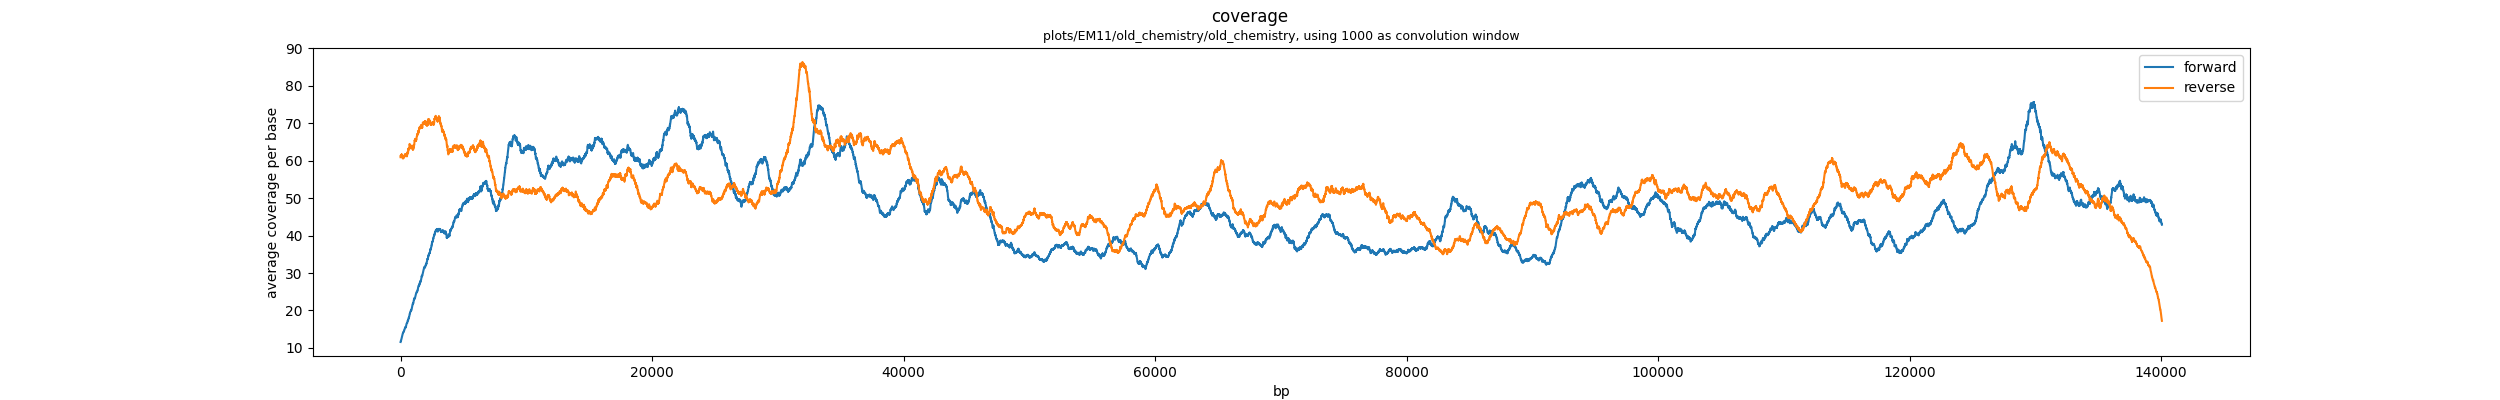 coverage
plots/EM11/old_chemistry/old_chemistry, using 1000 as convolution window
90
80
70
60
50
40
30
20
10
average coverage per base
forward
reverse
0 20000 40000 60000 80000 100000 120000 140000
bp